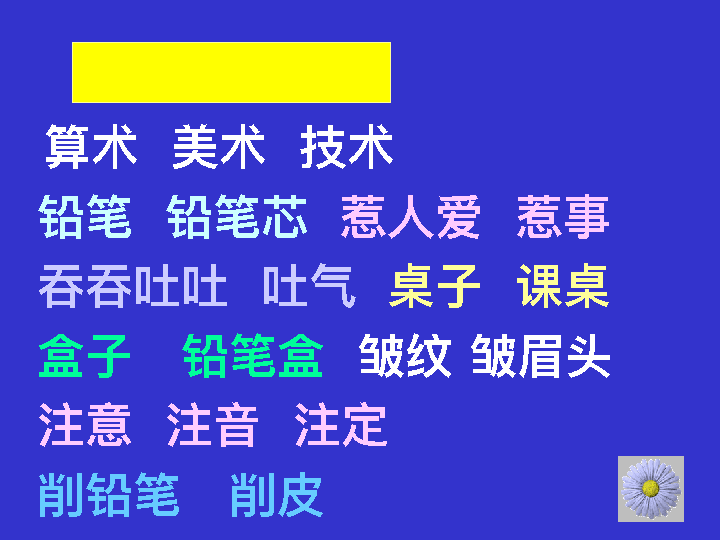 算术 美术 技术
铅笔 铅笔芯 惹人爱 惹事
吞吞吐吐 吐气 桌子 课桌
盒子 铅笔盒 皱纹 皱眉头
注意 注音 注定
削铅笔 削皮